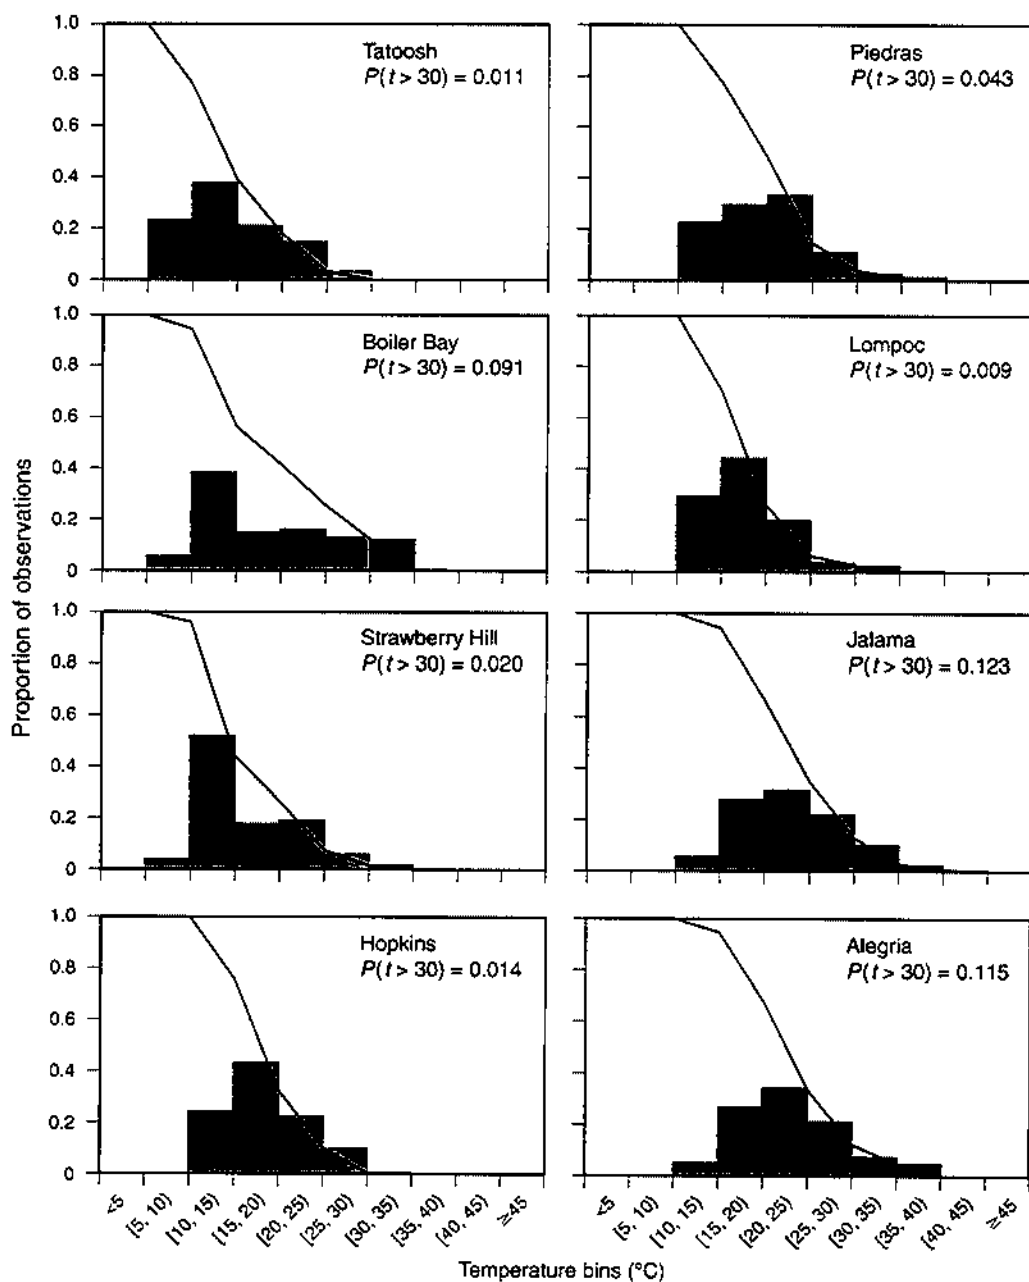 1.0
0.8
0.6
0.4
0.2
0
Tatoosh
P(t > 30) = 0.011
Piedras
P(t > 30) = 0.043
1.0
0.8
0.6
0.4
0.2
0
Boiler Bay
P(t > 30) = 0.091
Lompoc
P(t > 30) = 0.009
1.0
0.8
0.6
0.4
0.2
0
Strawberry Hill
P(t > 30) = 0.020
Jalama
P(t > 30) = 0.123
1.0
0.8
0.6
0.4
0.2
0
Hopkins
P(t > 30) = 0.014
Alegria
P(t > 30) = 0.115
Proportion of observations
<5
[5, 10)
[10, 15)
[15, 20)
[20, 25)
[25, 30)
[30, 35)
[35, 40)
[40, 45)
≥45
<5
[5, 10)
[10, 15)
[15, 20)
[20, 25)
[25, 30)
[30, 35)
[35, 40)
[40, 45)
≥45
Temperature bins (°C)